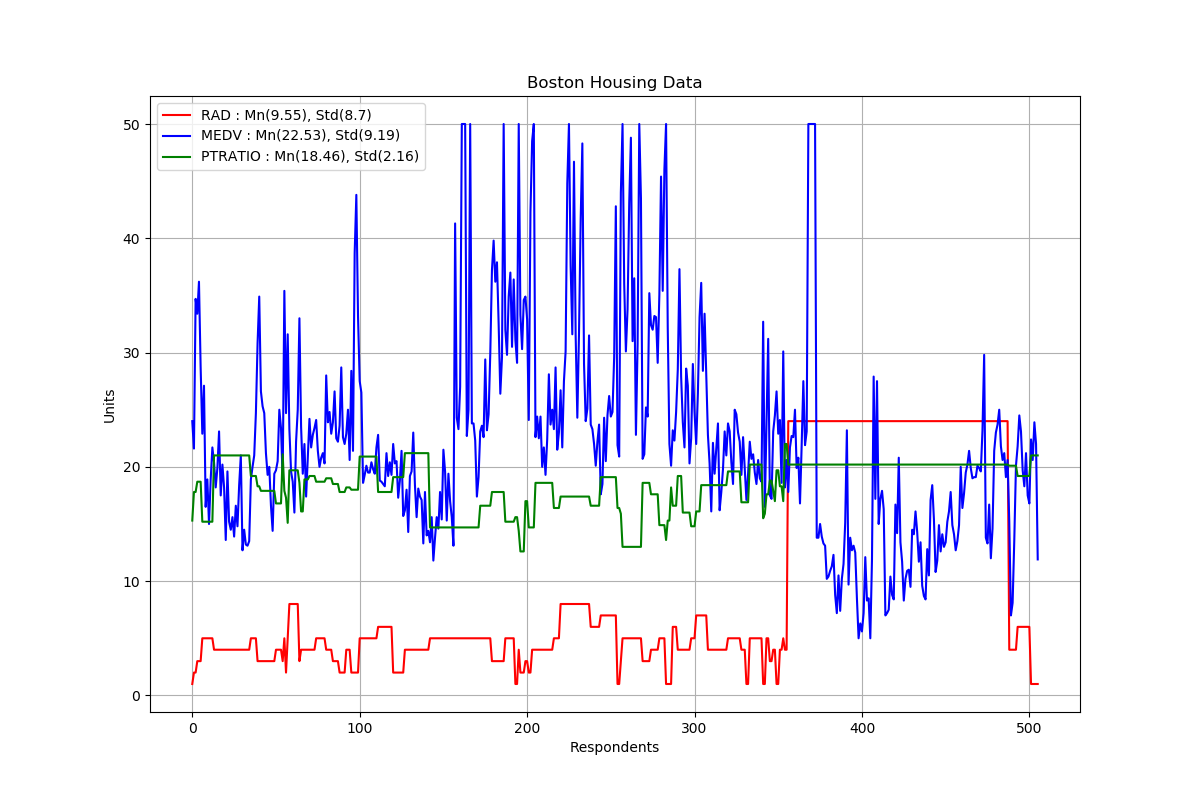 Boston Housing Data
RAD : Mn(9.55), Std(8.7)
MEDV : Mn(22.53), Std(9.19)
PTRATIO : Mn(18.46), Std(2.16)
50
40
30
20
10
0
Units
0 100 200 300 400 500
Respondents